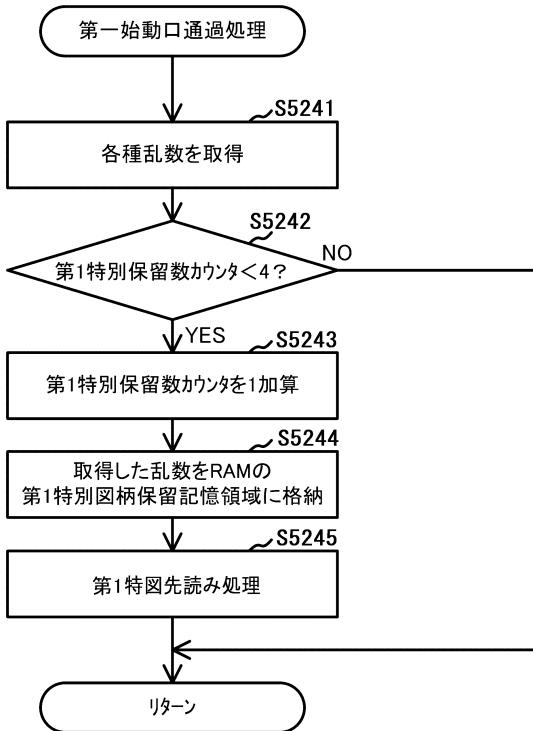 第一始動口通過処理
S5241
各種乱数を取得
S5242
第1特別保留数カウンタ<4?
NO
YES
S5243
第1特別保留数カウンタを1加算
S5244
取得した乱数をRAMの
第1特別図柄保留記憶領域に格納
S5245
第1特図先読み処理
リターン